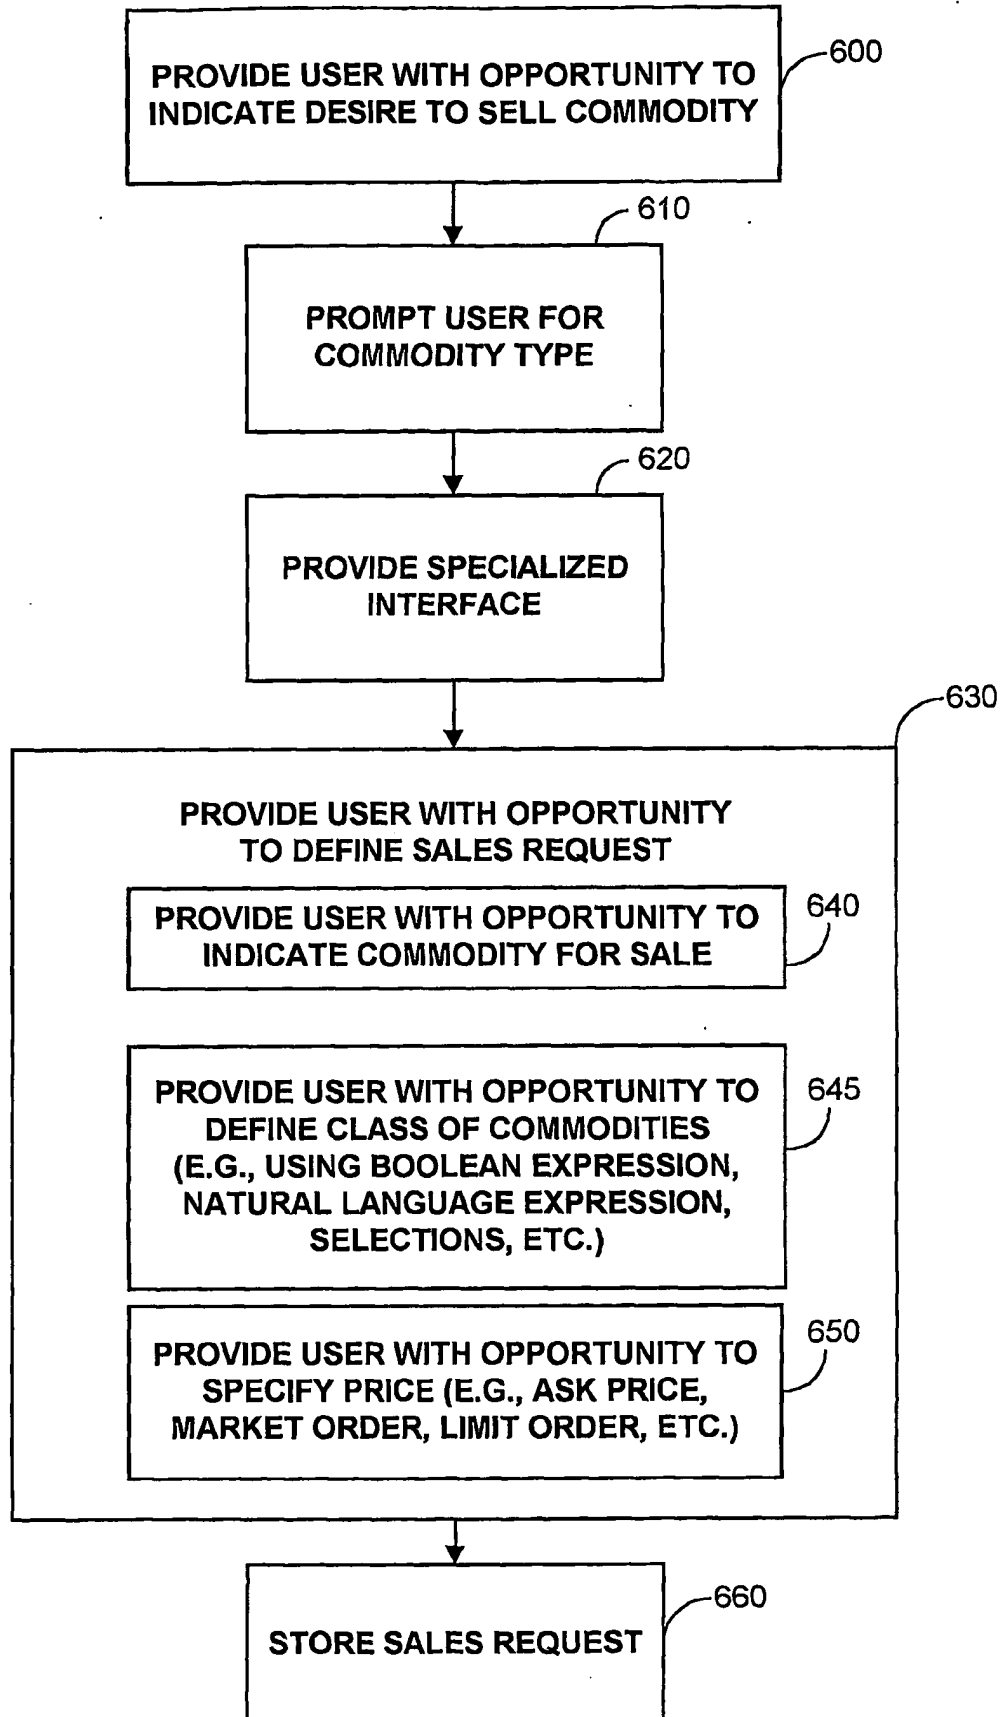 600
PROVIDE USER WITH OPPORTUNITY TO
INDICATE DESIRE TO SELL COMMODITY
610
PROMPT USER FOR
COMMODITY TYPE
620
PROVIDE SPECIALIZED
INTERFACE
630
PROVIDE USER WITH OPPORTUNITY
TO DEFINE SALES REQUEST
640
PROVIDE USER WITH OPPORTUNITY TO
INDICATE COMMODITY FOR SALE
645
PROVIDE USER WITH OPPORTUNITY TO
DEFINE CLASS OF COMMODITIES
(E.G., USING BOOLEAN EXPRESSION,
NATURAL LANGUAGE EXPRESSION,
SELECTIONS, ETC.)
650
PROVIDE USER WITH OPPORTUNITY TO
SPECIFY PRICE (E.G., ASK PRICE,
MARKET ORDER, LIMIT ORDER, ETC.)
660
STORE SALES REQUEST